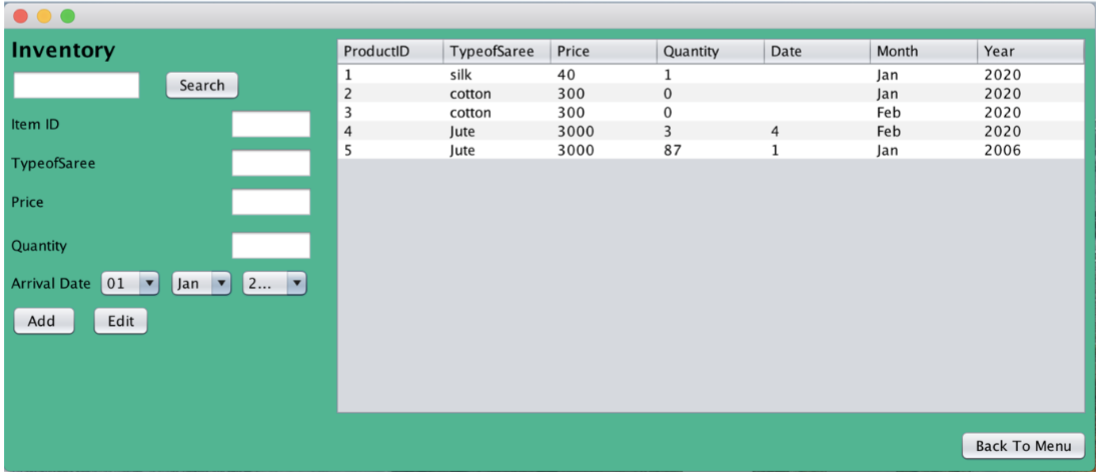 Inventory
Search
Item ID
TypeofSaree
Price
Quantity
Arrival Date 01 Jan 2...
Add Edit
ProductID TypeofSaree Price Quantity Date Month Year
1 silk 40 1 Jan 2020
2 cotton 300 0 Jan 2020
3 cotton 300 0 Feb 2020
4 Jute 3000 3 4 Feb 2020
5 Jute 3000 87 1 Jan 2006
Back To Menu